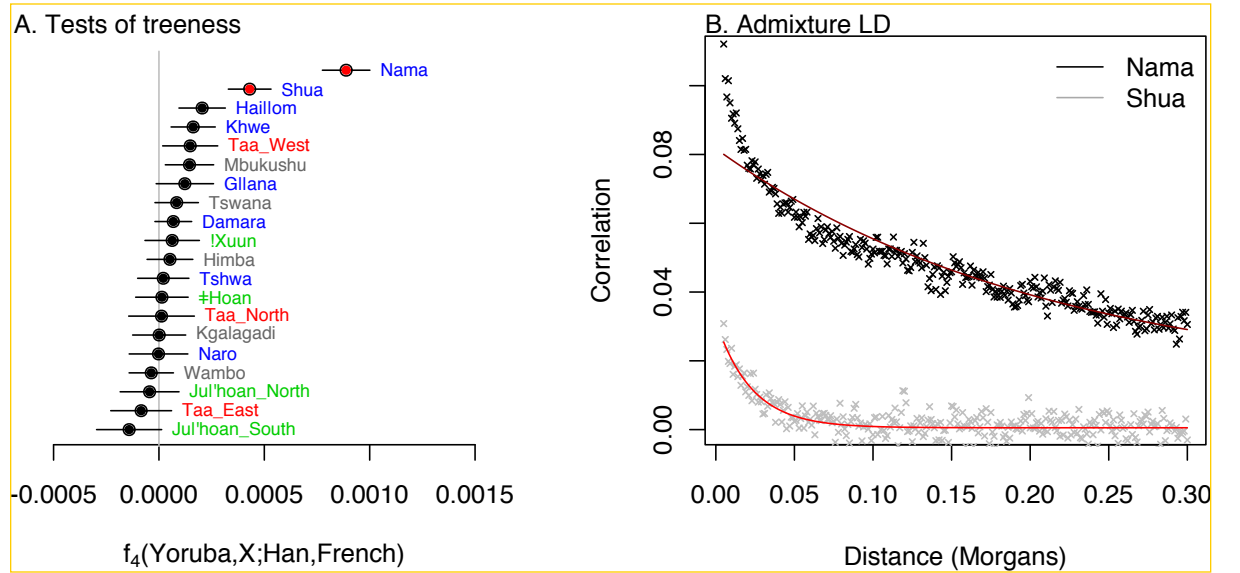 A. Tests of treeness
Nama
Shua
Haillom
Khwe
Taa_West
Mbukushu
Gllana
Tswana
Damara
!Xuun
Himba
Tshwa
ǂHoan
Taa_North
Kgalagadi
Naro
Wambo
Jul'hoan_North
Taa_East
Jul'hoan_South
-0.0005 0.0000 0.0005 0.0010 0.0015
f4(Yoruba,X;Han,French)
B. Admixture LD
Nama
Shua
Correlation
0.00 0.04 0.08
0.00 0.05 0.10 0.15 0.20 0.25 0.30
Distance (Morgans)